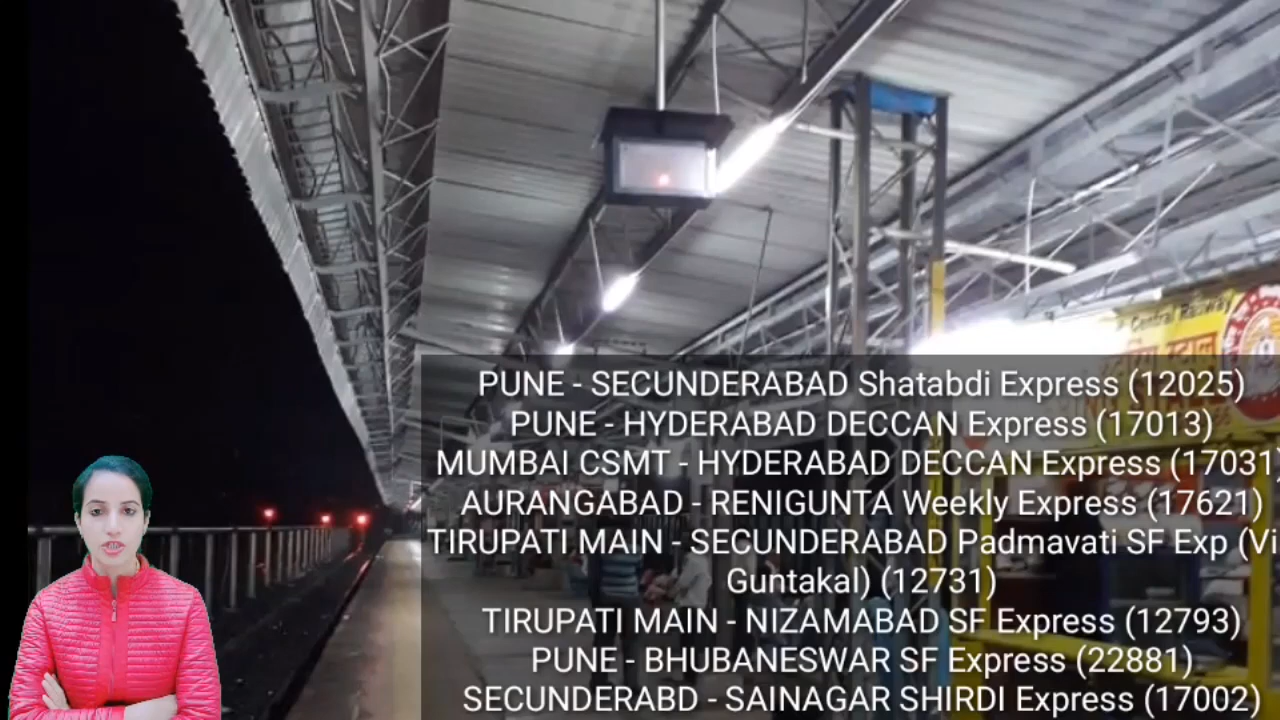 Central Railway
PUNE - SECUNDERABAD Shatabdi Express (12025)
PUNE - HYDERABAD DECCAN Express (17013)
MUMBAI CSMT - HYDERABAD DECCAN Express (17031)
AURANGABAD - RENIGUNTA Weekly Express (17621)
TIRUPATI MAIN - SECUNDERABAD Padmavati SF Exp (Vi
Guntakal) (12731)
TIRUPATI MAIN - NIZAMABAD SF Express (12793)
PUNE - BHUBANESWAR SF Express (22881)
SECUNDERABD - SAINAGAR SHIRDI Express (17002)